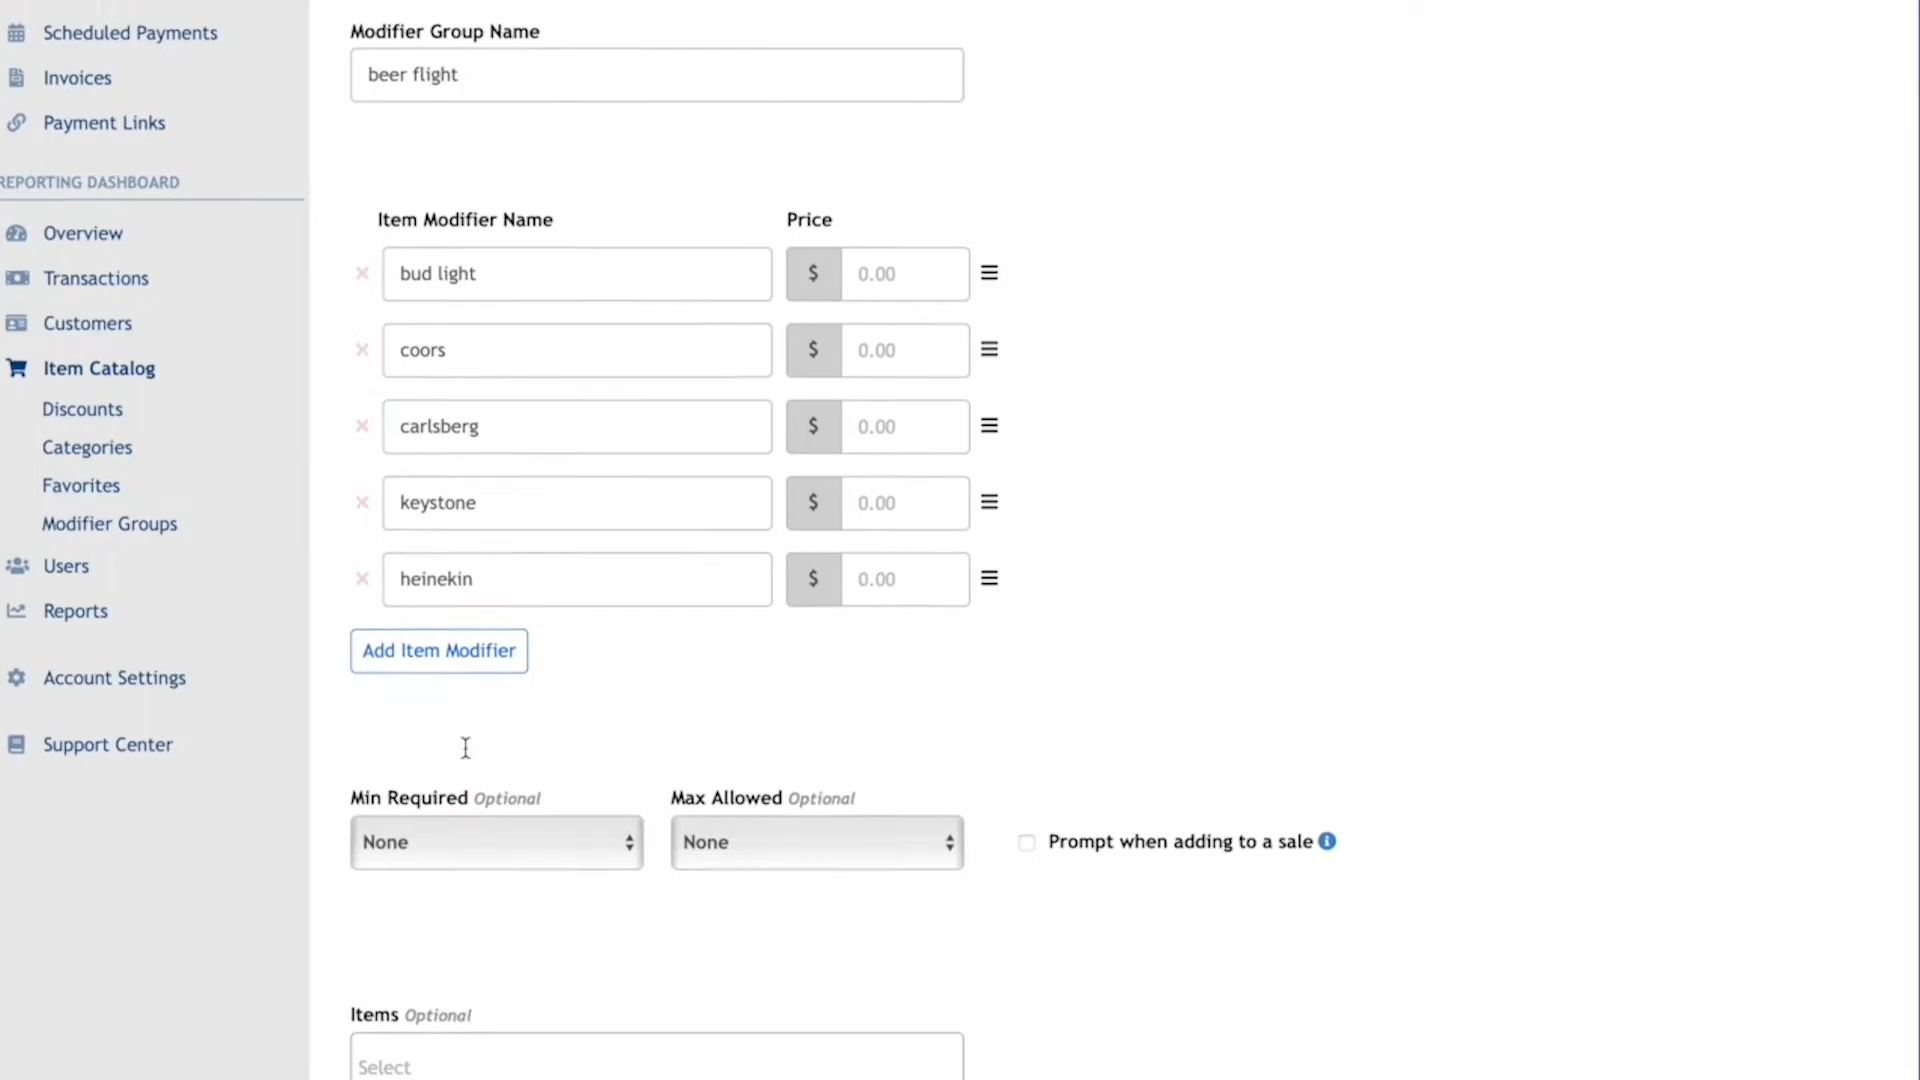 Scheduled Payments
Invoices
Payment Links
REPORTING DASHBOARD
Overview
Transactions
Customers
Item Catalog
Discounts
Categories
Favorites
Modifier Groups
Users
Reports
Account Settings
Support Center
Modifier Group Name
beer flight
Item Modifier Name Price
bud light $ 0.00
coors $ 0.00
carlsberg $ 0.00
keystone $ 0.00
heinekin $ 0.00
Add Item Modifier
Min Required Optional Max Allowed Optional
None None Prompt when adding to a sale
Items Optional
Select